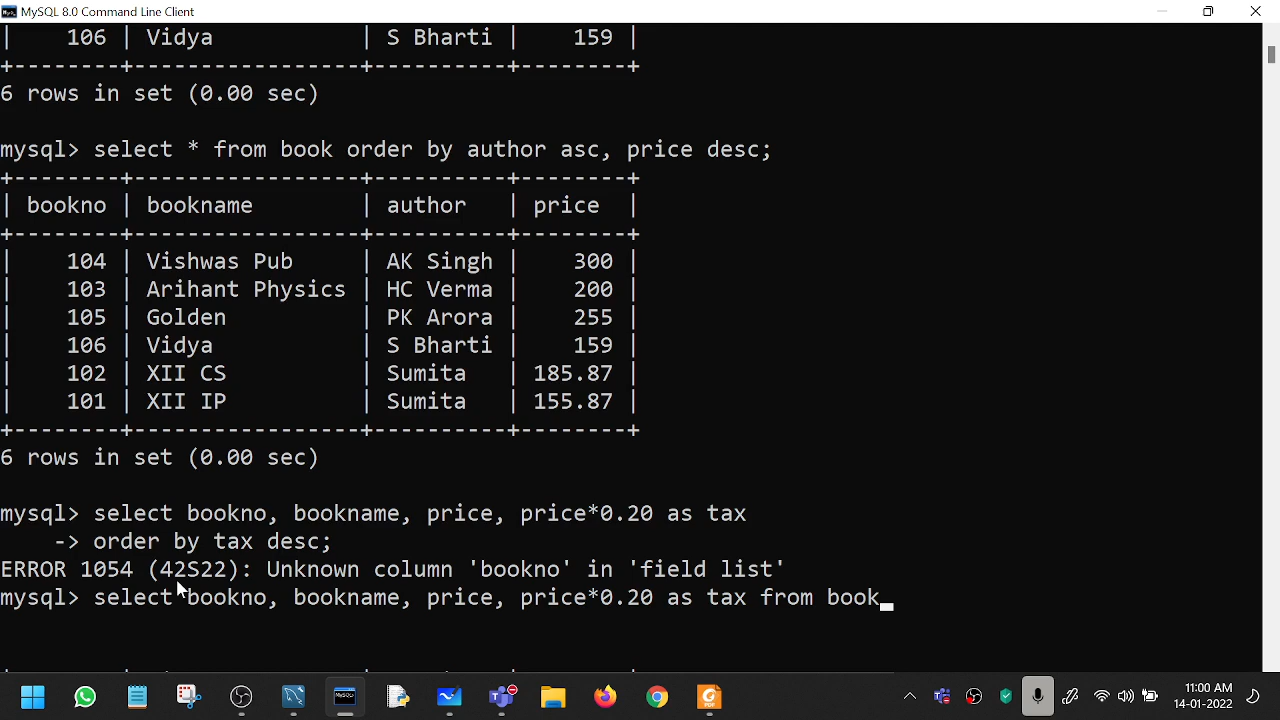 MySQL 8.0 Command Line Client
|    106 | Vidya           | S Bharti |    159 |
+--------+-----------------+----------+--------+
6 rows in set (0.00 sec)
mysql> select * from book order by author asc, price desc;
+--------+-----------------+----------+--------+
| bookno | bookname        | author   | price  |
+--------+-----------------+----------+--------+
|    104 | Vishwas Pub     | AK Singh |    300 |
|    103 | Arihant Physics | HC Verma |    200 |
|    105 | Golden          | PK Arora |    255 |
|    106 | Vidya           | S Bharti |    159 |
|    102 | XII CS          | Sumita   | 185.87 |
|    101 | XII IP          | Sumita   | 155.87 |
+--------+-----------------+----------+--------+
6 rows in set (0.00 sec)
mysql> select bookno, bookname, price, price*0.20 as tax
    -> order by tax desc;
ERROR 1054 (42S22): Unknown column 'bookno' in 'field list'
mysql> select bookno, bookname, price, price*0.20 as tax from book
11:00 AM
14-01-2022